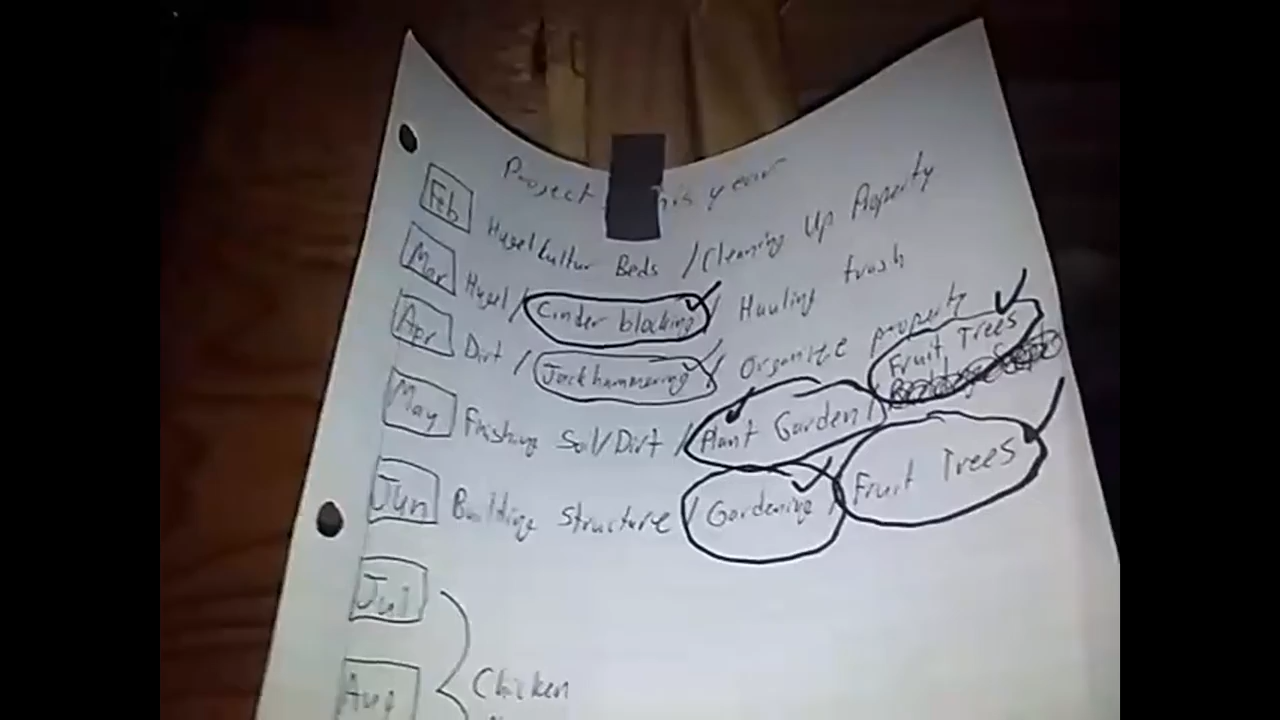 Project this year
Feb Hugelkultur Beds / Cleaning Up Property
Mar Hugel / Cinder blocking / Hauling trash
Apr Dirt / Jackhammering / Organize property
May Finishing Soil/Dirt / Plant Garden / Fruit Trees
Jun Building Structure / Gardening / Fruit Trees
Jul
Aug Chicken